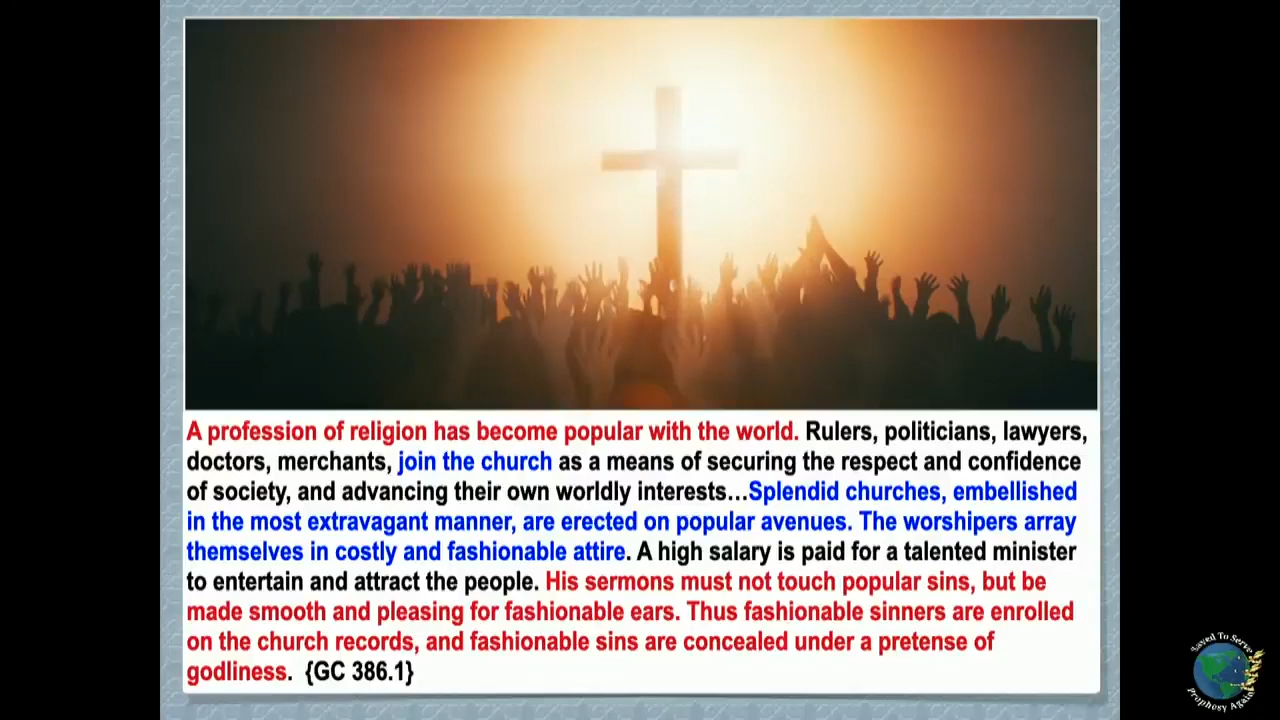 A profession of religion has become popular with the world. Rulers, politicians, lawyers,
doctors, merchants, join the church as a means of securing the respect and confidence
of society, and advancing their own worldly interests…Splendid churches, embellished
in the most extravagant manner, are erected on popular avenues. The worshipers array
themselves in costly and fashionable attire. A high salary is paid for a talented minister
to entertain and attract the people. His sermons must not touch popular sins, but be
made smooth and pleasing for fashionable ears. Thus fashionable sinners are enrolled
on the church records, and fashionable sins are concealed under a pretense of
godliness. {GC 386.1}
Saved To Serve
Prophosy Again